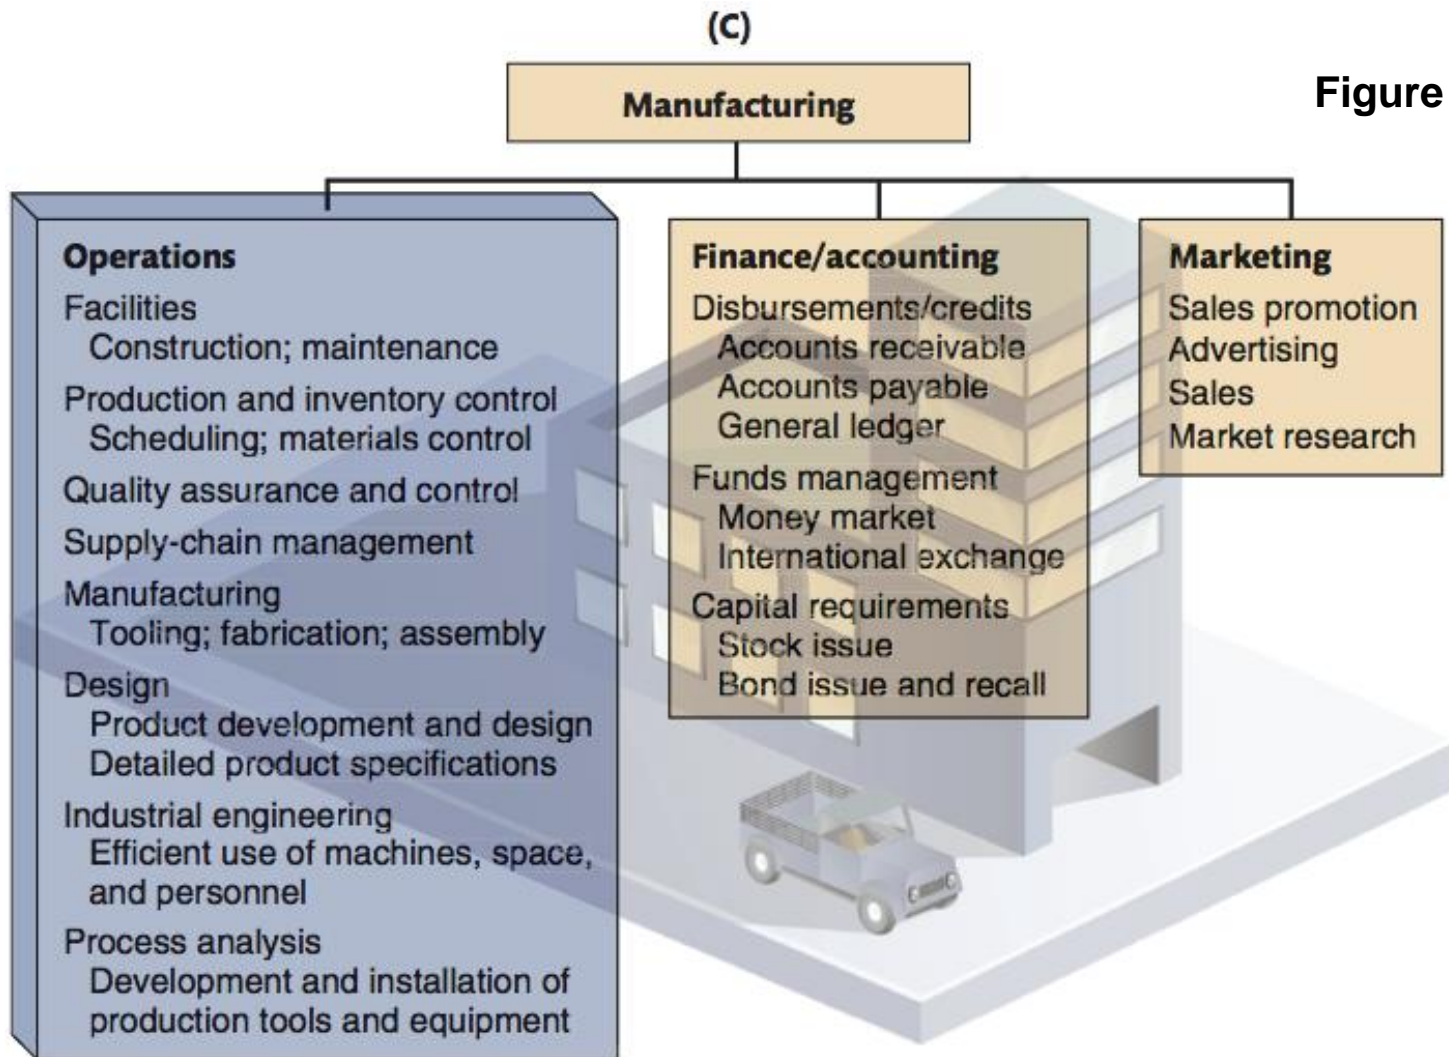 (C)
Manufacturing
Figure
Operations
Facilities
Construction; maintenance
Production and inventory control
Scheduling; materials control
Quality assurance and control
Supply-chain management
Manufacturing
Tooling; fabrication; assembly
Design
Product development and design
Detailed product specifications
Industrial engineering
Efficient use of machines, space,
and personnel
Process analysis
Development and installation of
production tools and equipment
Finance/accounting
Disbursements/credits
Accounts receivable
Accounts payable
General ledger
Funds management
Money market
International exchange
Capital requirements
Stock issue
Bond issue and recall
Marketing
Sales promotion
Advertising
Sales
Market research